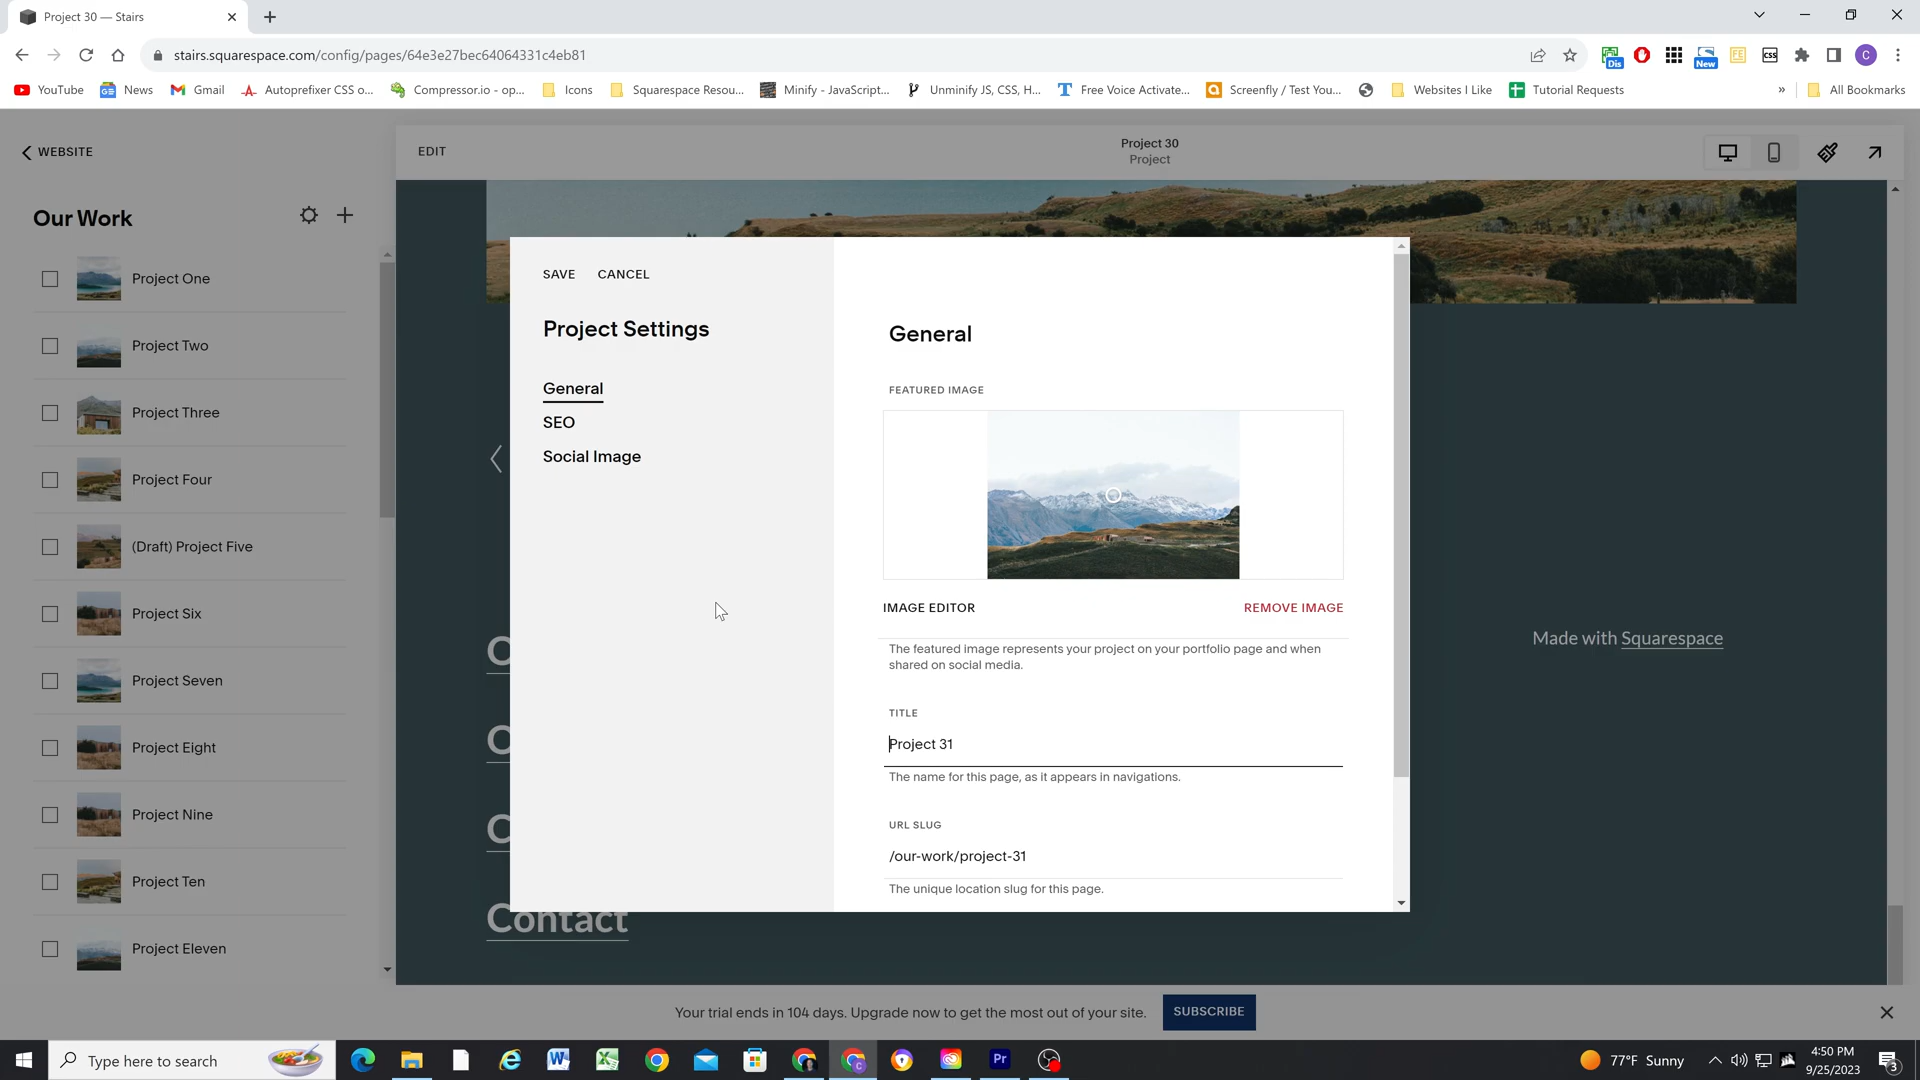 Project 30 — Stairs
stairs.squarespace.com/config/pages/64e3e27bec64064331c4eb81
Dis
New
FE
CSS
C
YouTube
News
Gmail
Autoprefixer CSS o...
Compressor.io - op...
Icons
Squarespace Resou...
Minify - JavaScript...
Unminify JS, CSS, H...
Free Voice Activate...
Screenfly / Test You...
Websites I Like
Tutorial Requests
»
All Bookmarks
WEBSITE
EDIT
Project 30
Project
Our Work
Project One
Project Two
Project Three
Project Four
(Draft) Project Five
Project Six
Project Seven
Project Eight
Project Nine
Project Ten
Project Eleven
SAVE CANCEL
Project Settings
General
SEO
Social Image
General
FEATURED IMAGE
IMAGE EDITOR
REMOVE IMAGE
The featured image represents your project on your portfolio page and when
shared on social media.
TITLE
Project 31
The name for this page, as it appears in navigations.
URL SLUG
/our-work/project-31
The unique location slug for this page.
Contact
Made with Squarespace
Your trial ends in 104 days. Upgrade now to get the most out of your site.
SUBSCRIBE
Type here to search
77°F Sunny
4:50 PM
9/25/2023
3